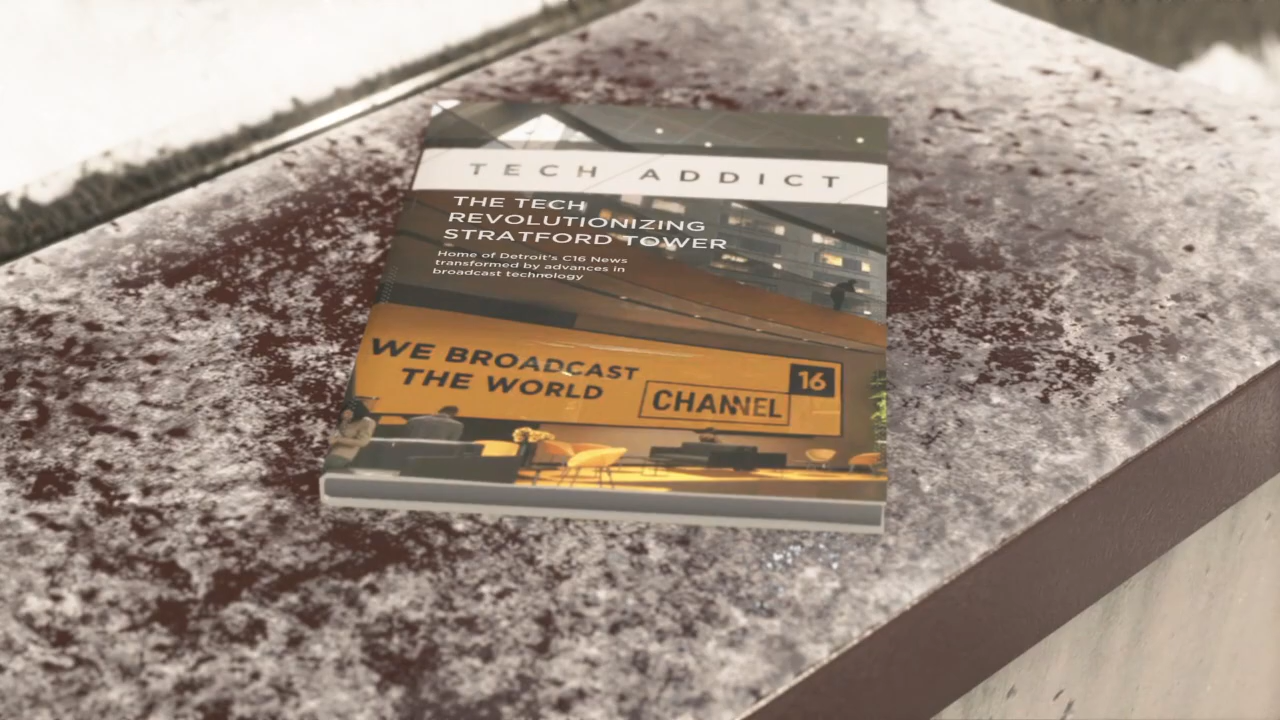 TECH ADDICT
THE TECH
REVOLUTIONIZING
STRATFORD TOWER
Home of Detroit's C16 News
transformed by advances in
broadcast technology
WE BROADCAST
THE WORLD
CHANNEL
16